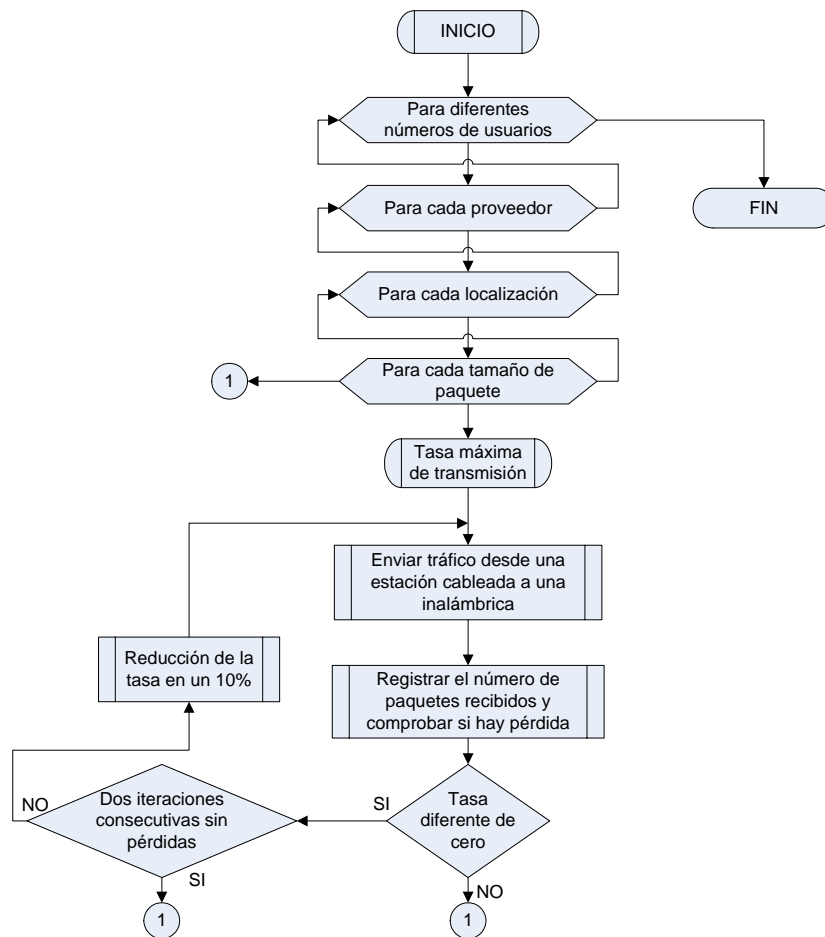 INICIO
Para diferentes
números de usuarios
Para cada proveedor
FIN
Para cada localización
Para cada tamaño de
paquete
1
Tasa máxima
de transmisión
Enviar tráfico desde una
estación cableada a una
inalámbrica
Reducción de la
tasa en un 10%
Registrar el número de
paquetes recibidos y
comprobar si hay pérdida
NO
Dos iteraciones
consecutivas sin
pérdidas
SI
Tasa
diferente de
cero
SI
NO
1
1